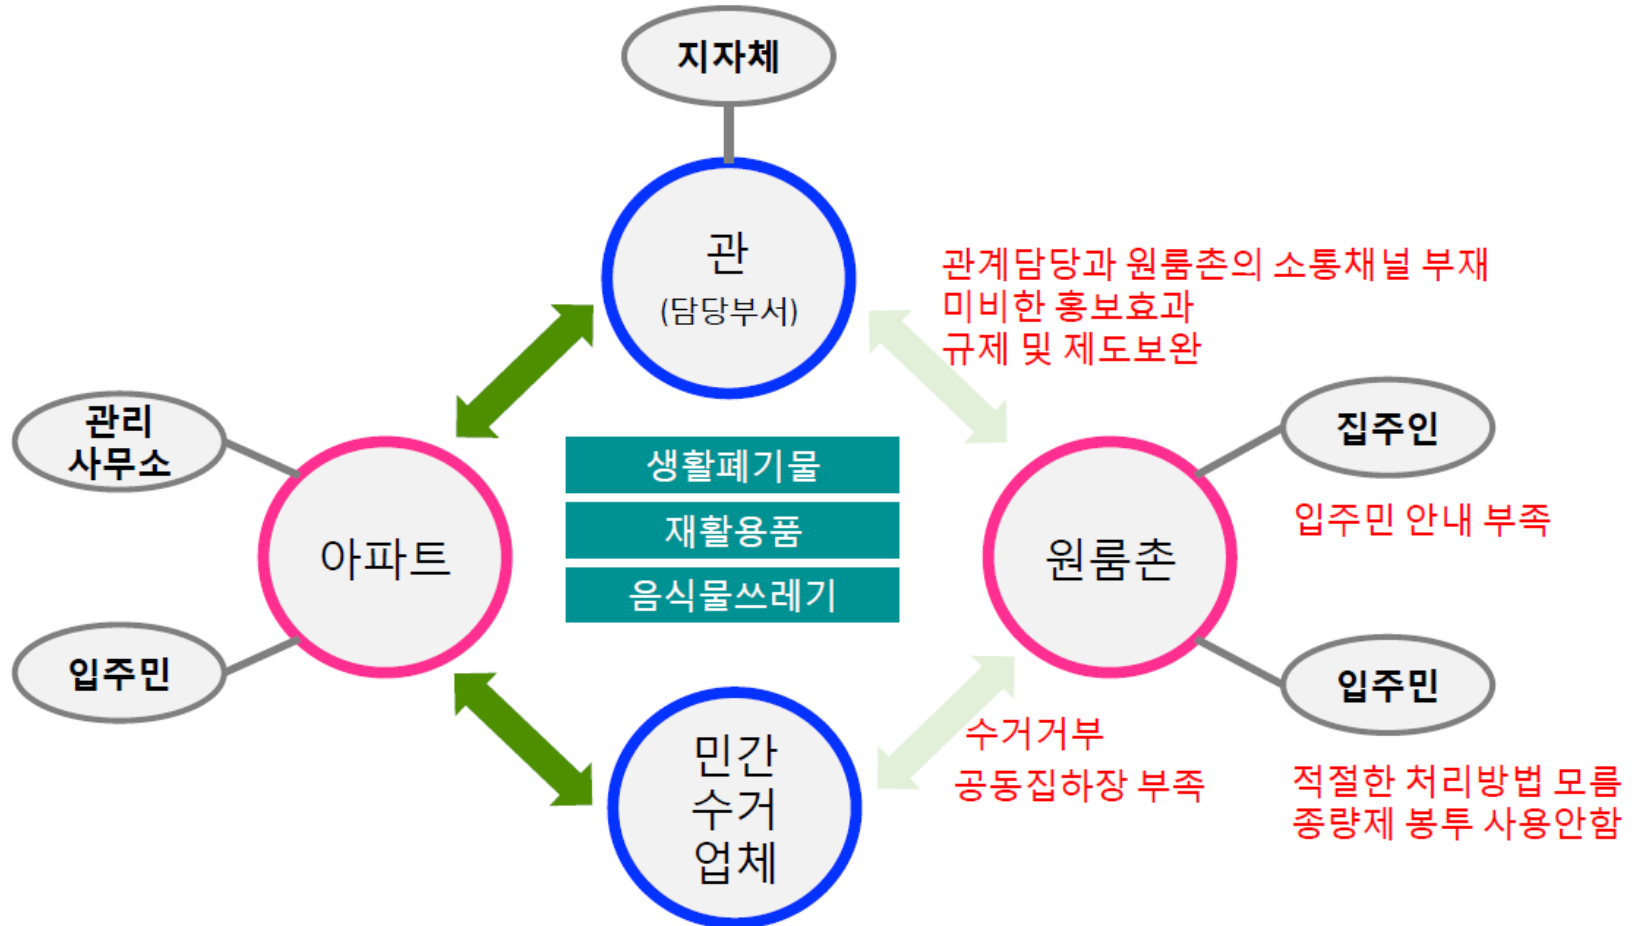 지자체
관
(담당부서)
관계담당과 원룸촌의 소통채널 부재
미비한 홍보효과
규제 및 제도보완
관리
사무소
집주인
생활폐기물
입주민 안내 부족
재활용품
아파트
원룸촌
음식물쓰레기
입주민
입주민
민간
수거
업체
수거거부
공동집하장 부족
적절한 처리방법 모름
종량제 봉투 사용안함